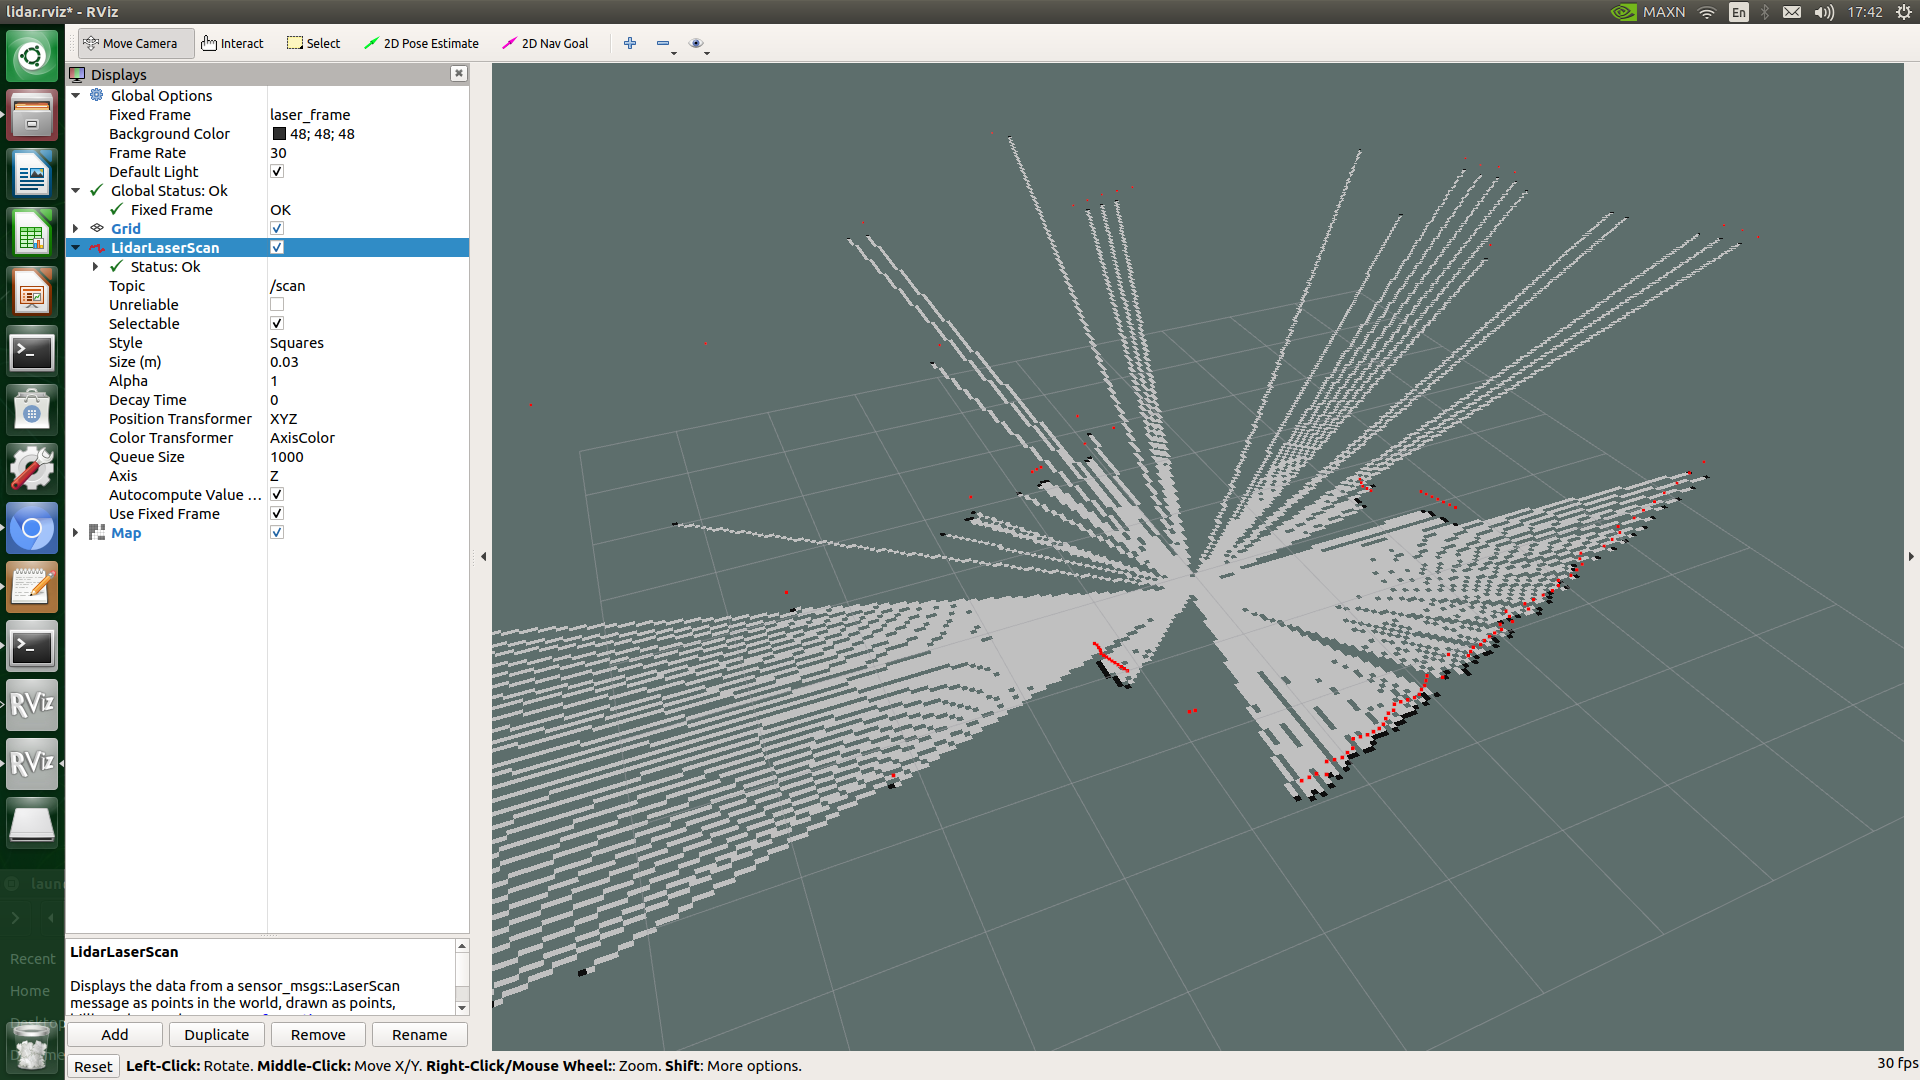 lidar.rviz* - RViz
MAXN En 17:42
Move Camera Interact Select 2D Pose Estimate 2D Nav Goal
Displays
Global Options
Fixed Frame laser_frame
Background Color 48; 48; 48
Frame Rate 30
Default Light
Global Status: Ok
Fixed Frame OK
Grid
LidarLaserScan
Status: Ok
Topic /scan
Unreliable
Selectable
Style Squares
Size (m) 0.03
Alpha 1
Decay Time 0
Position Transformer XYZ
Color Transformer AxisColor
Queue Size 1000
Axis Z
Autocompute Value ...
Use Fixed Frame
Map
RViz
RViz
laun
Recent
Home
Desktop
LidarLaserScan
Displays the data from a sensor_msgs::LaserScan
message as points in the world, drawn as points,
Add Duplicate Remove Rename
Reset Left-Click: Rotate. Middle-Click: Move X/Y. Right-Click/Mouse Wheel:: Zoom. Shift: More options. 30 fps